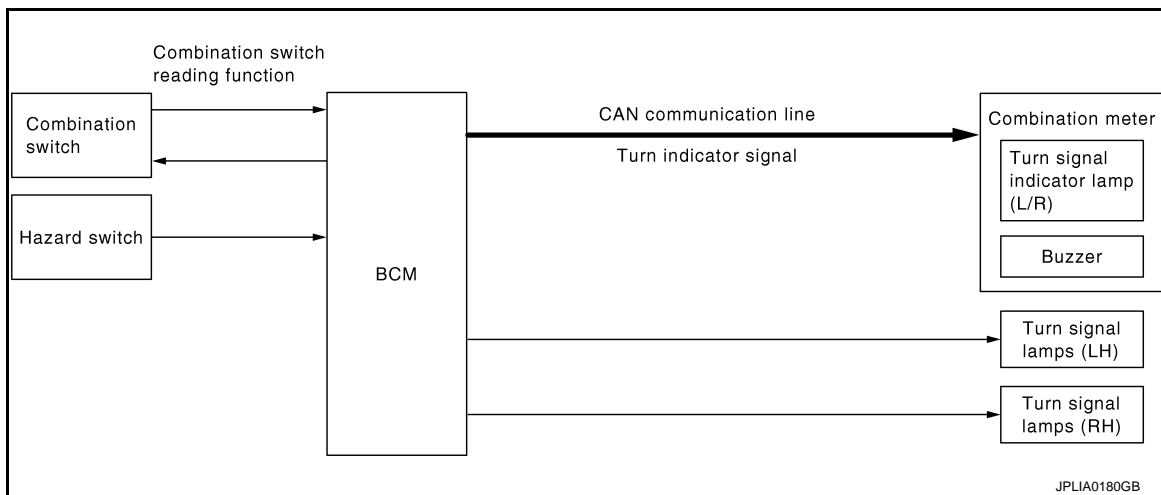 Combination switch
reading function
Combination
switch
Hazard switch
BCM
CAN communication line
Turn indicator signal
Combination meter
Turn signal
indicator lamp
(L/R)
Buzzer
Turn signal
lamps (LH)
Turn signal
lamps (RH)
JPLIA0180GB